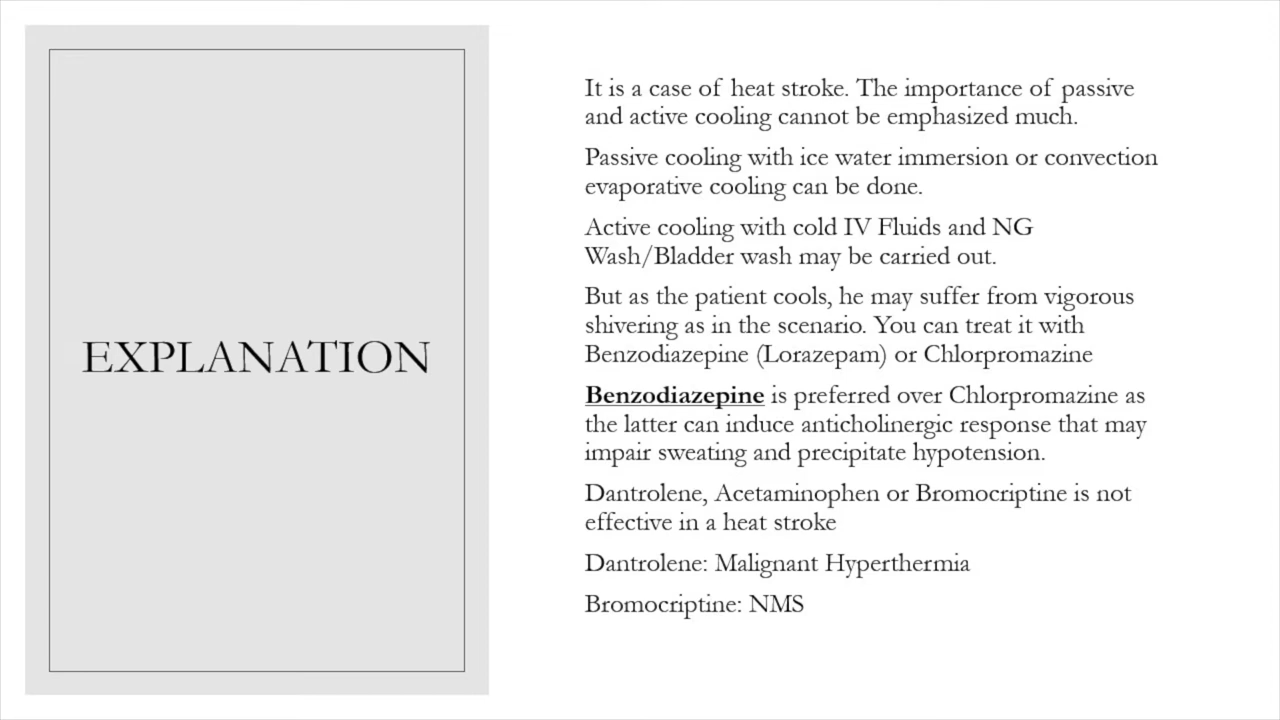 EXPLANATION
It is a case of heat stroke. The importance of passive
and active cooling cannot be emphasized much.
Passive cooling with ice water immersion or convection
evaporative cooling can be done.
Active cooling with cold IV Fluids and NG
Wash/Bladder wash may be carried out.
But as the patient cools, he may suffer from vigorous
shivering as in the scenario. You can treat it with
Benzodiazepine (Lorazepam) or Chlorpromazine
Benzodiazepine is preferred over Chlorpromazine as
the latter can induce anticholinergic response that may
impair sweating and precipitate hypotension.
Dantrolene, Acetaminophen or Bromocriptine is not
effective in a heat stroke
Dantrolene: Malignant Hyperthermia
Bromocriptine: NMS